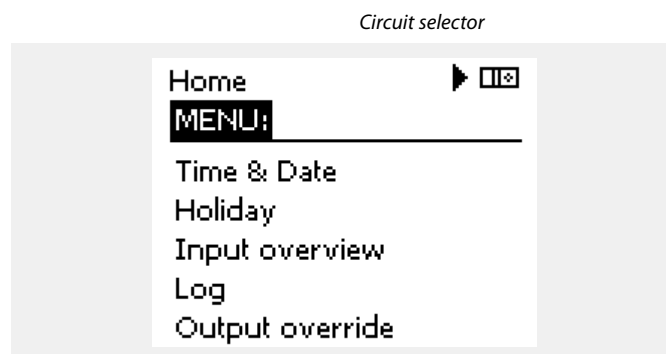 Circuit selector
Home
MENU:
Time & Date
Holiday
Input overview
Log
Output override